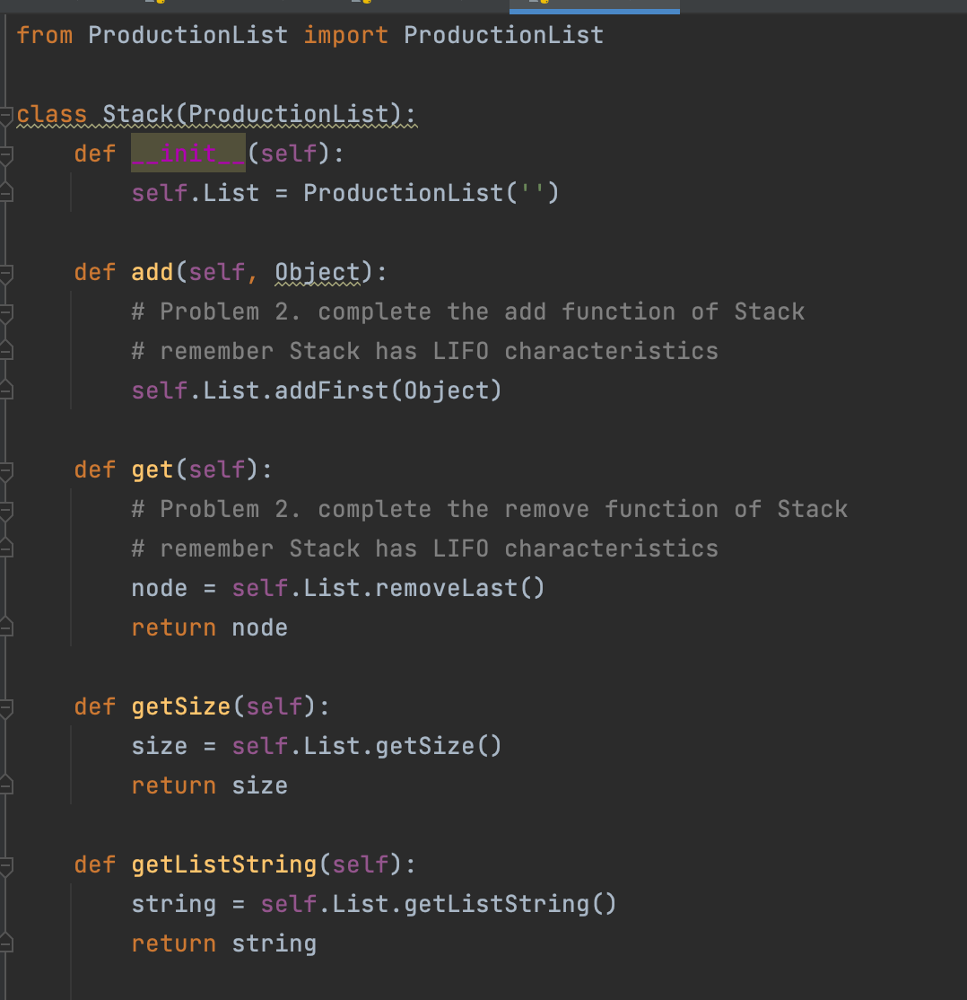 from ProductionList import ProductionList
class Stack(ProductionList):
def __init__(self):
self.List = ProductionList('')
def add(self, Object):
# Problem 2. complete the add function of Stack
# remember Stack has LIFO characteristics
self.List.addFirst(Object)
def get(self):
# Problem 2. complete the remove function of Stack
# remember Stack has LIFO characteristics
node = self.List.removeLast()
return node
def getSize(self):
size = self.List.getSize()
return size
def getListString(self):
string = self.List.getListString()
return string